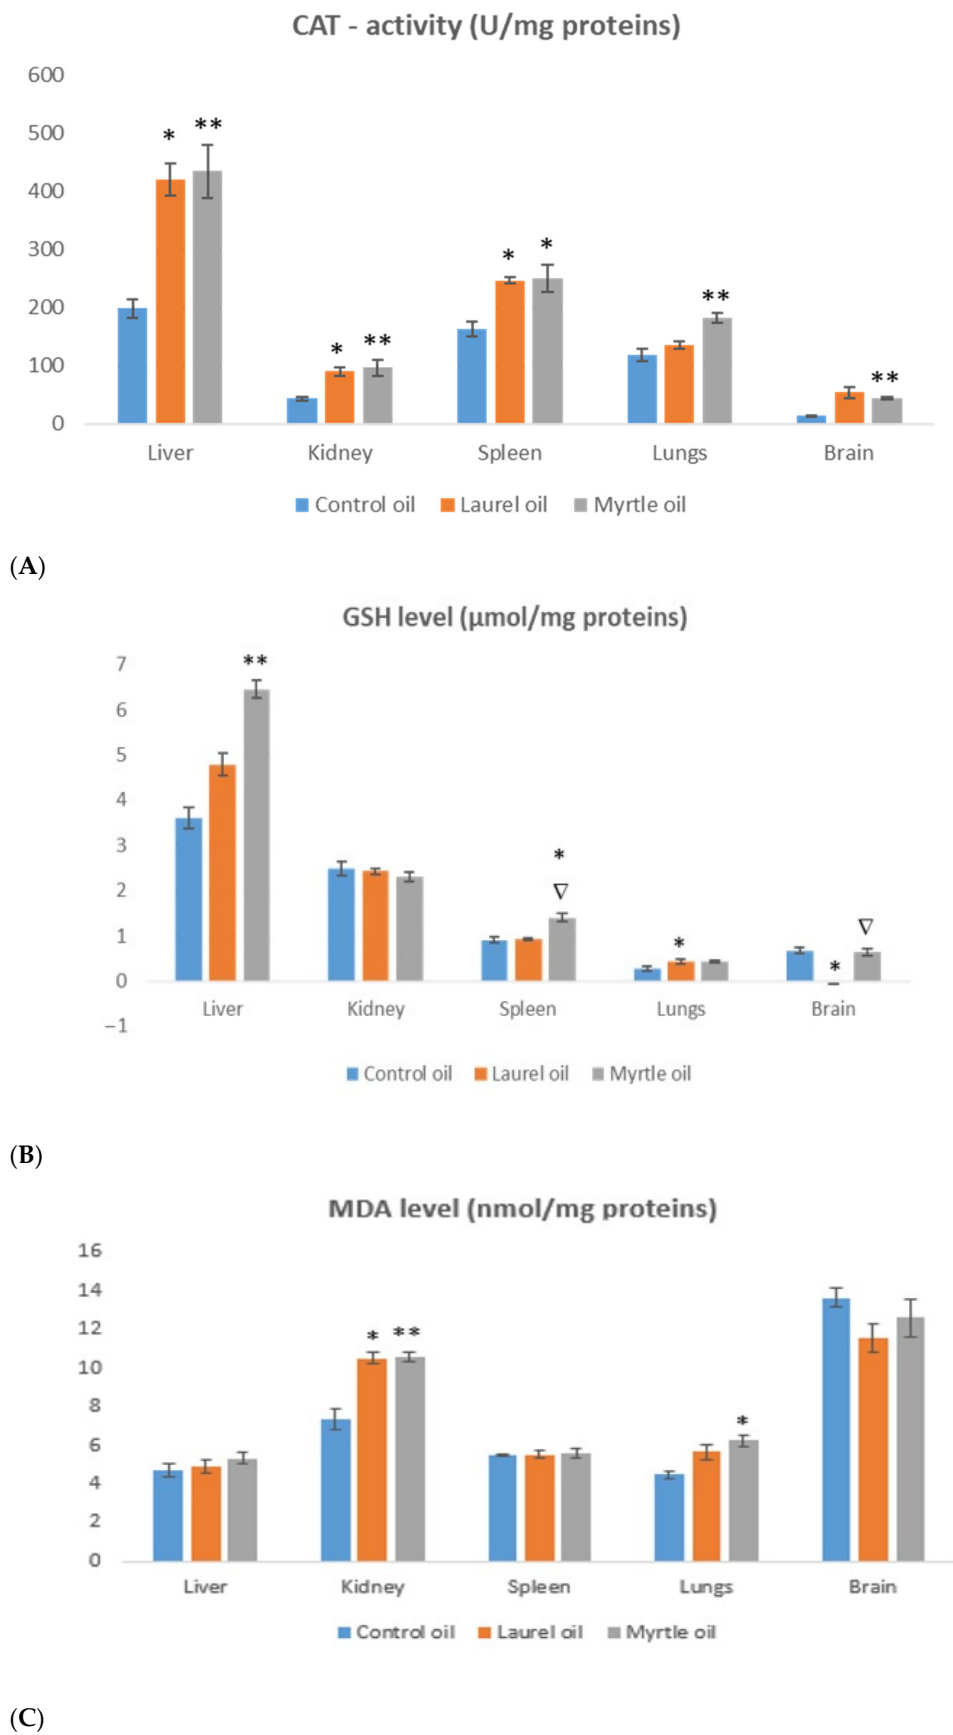 CAT - activity (U/mg proteins)
600
500
400
300
200
100
0
* ** * ** * * ** **
Liver Kidney Spleen Lungs Brain
Control oil Laurel oil Myrtle oil
(A)
GSH level (µmol/mg proteins)
7
6
5
4
3
2
1
0
−1
** * ∇ * * ∇
Liver Kidney Spleen Lungs Brain
Control oil Laurel oil Myrtle oil
(B)
MDA level (nmol/mg proteins)
16
14
12
10
8
6
4
2
0
* ** *
Liver Kidney Spleen Lungs Brain
Control oil Laurel oil Myrtle oil
(C)